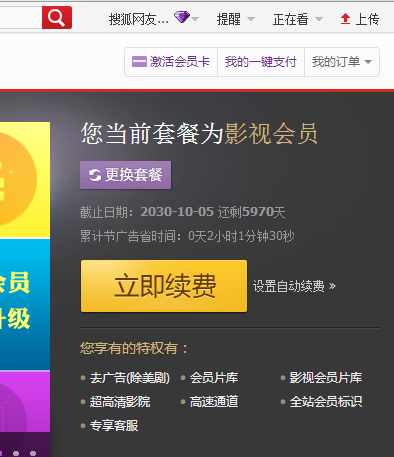 搜狐网友... 提醒 正在看 上传
激活会员卡 我的一键支付 我的订单
您当前套餐为影视会员
更换套餐
截止日期：2030-10-05 还剩5970天
累计节广告省时间：0天2小时1分钟30秒
立即续费 设置自动续费 »
会员
升级
您享有的特权有：
去广告(除美剧) 会员片库 影视会员片库
超高清影院 高速通道 全站会员标识
专享客服